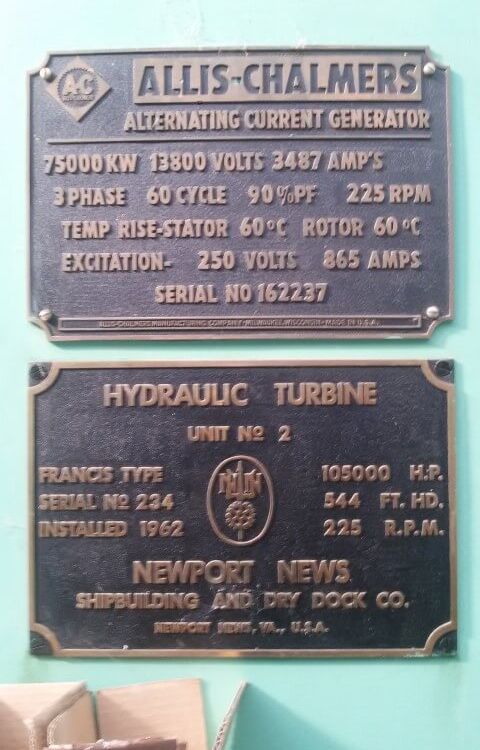 A-C
ALLIS-CHALMERS
ALTERNATING CURRENT GENERATOR
75000 KW 13800 VOLTS 3487 AMP'S
3 PHASE 60 CYCLE 90%PF 225 RPM
TEMP RISE-STATOR 60°C ROTOR 60°C
EXCITATION- 250 VOLTS 865 AMPS
SERIAL NO 162237
ALLIS-CHALMERS MANUFACTURING COMPANY-MILWAUKEE, WISCONSIN-MADE IN U.S.A.
HYDRAULIC TURBINE
UNIT Nº 2
FRANCIS TYPE 105000 H.P.
SERIAL Nº 234 544 FT. HD.
INSTALLED 1962 225 R.P.M.
NEWPORT NEWS
SHIPBUILDING AND DRY DOCK CO.
NEWPORT NEWS, VA., U.S.A.